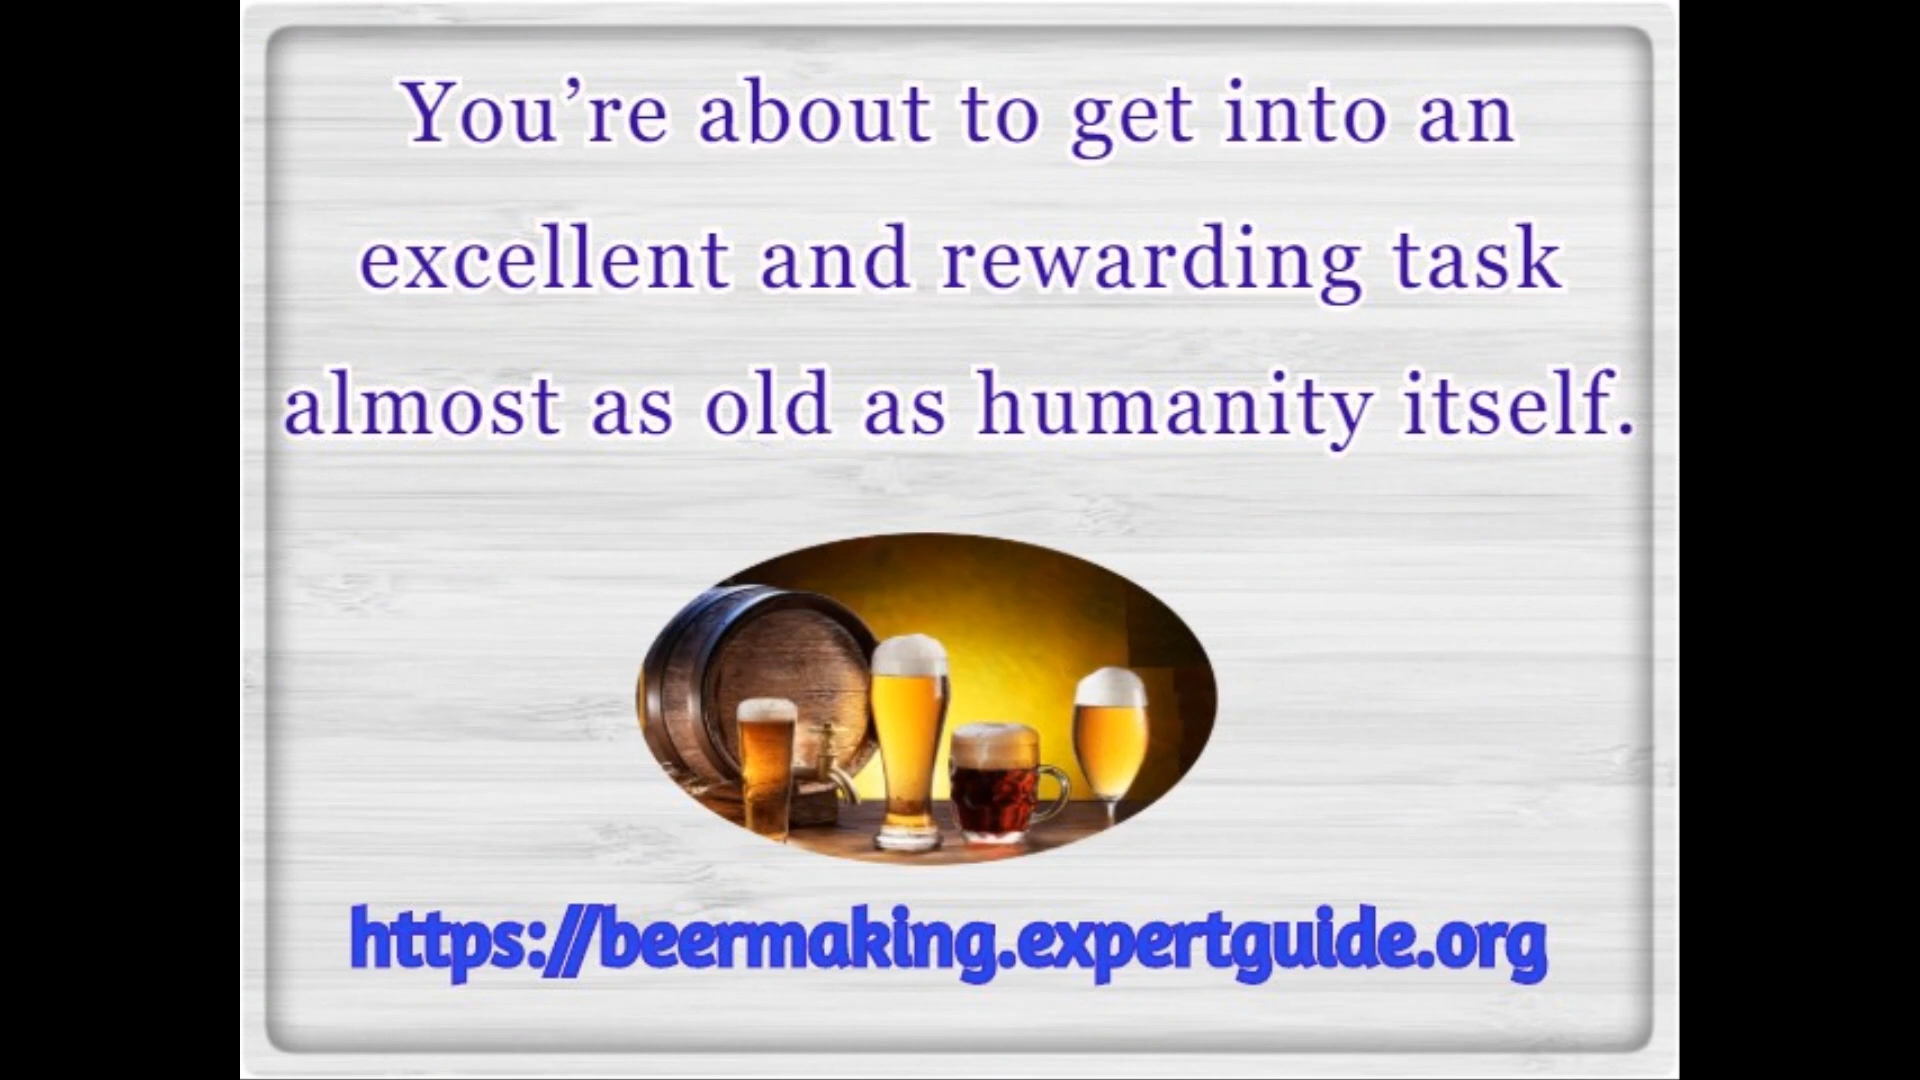 You’re about to get into an
excellent and rewarding task
almost as old as humanity itself.
https://beermaking.expertguide.org